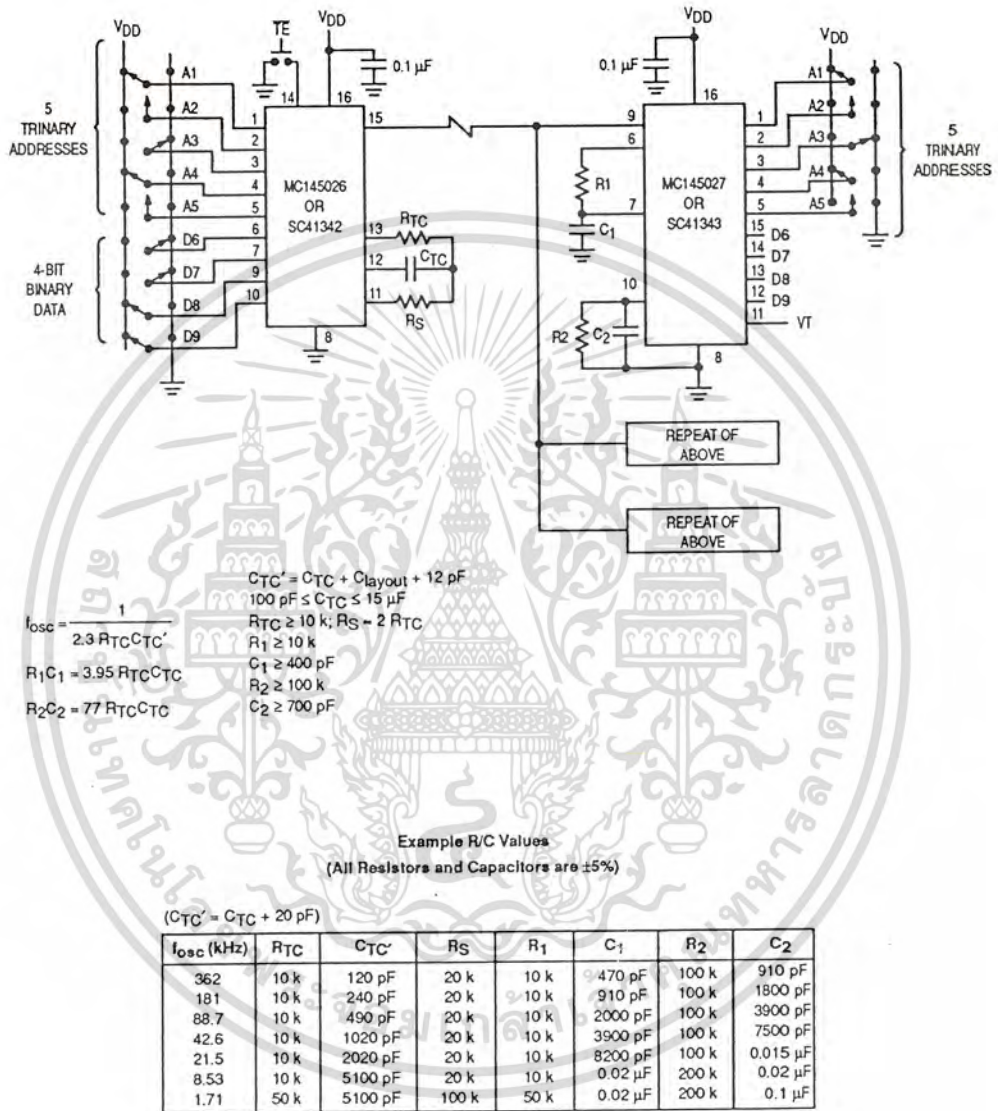 VDD
5
TRINARY
ADDRESSES
4-BIT
BINARY
DATA
A1
A2
A3
A4
A5
D6
D7
D8
D9
TE
VDD
0.1 µF
14
16
15
1
2
3
4
5
6
7
9
10
MC145026
OR
SC41342
13
12
11
8
RTC
CTC
RS
VDD
0.1 µF
16
9
6
7
10
R1
C1
R2
C2
MC145027
OR
SC41343
1
2
3
4
5
15
14
13
12
11
8
D6
D7
D8
D9
VT
VDD
A1
A2
A3
A4
A5
5
TRINARY
ADDRESSES
REPEAT OF
ABOVE
REPEAT OF
ABOVE
fosc = 1
2.3 RTCCTC'
R1C1 = 3.95 RTCCTC
R2C2 = 77 RTCCTC
CTC' = CTC + Clayout + 12 pF
100 pF ≤ CTC ≤ 15 µF
RTC ≥ 10 k; RS = 2 RTC
R1 ≥ 10 k
C1 ≥ 400 pF
R2 ≥ 100 k
C2 ≥ 700 pF
Example R/C Values
(All Resistors and Capacitors are ±5%)
(CTC' = CTC + 20 pF)
fosc (kHz) RTC CTC' RS R1 C1 R2 C2
362 10 k 120 pF 20 k 10 k 470 pF 100 k 910 pF
181 10 k 240 pF 20 k 10 k 910 pF 100 k 1800 pF
88.7 10 k 490 pF 20 k 10 k 2000 pF 100 k 3900 pF
42.6 10 k 1020 pF 20 k 10 k 3900 pF 100 k 7500 pF
21.5 10 k 2020 pF 20 k 10 k 8200 pF 100 k 0.015 µF
8.53 10 k 5100 pF 20 k 10 k 0.02 µF 200 k 0.02 µF
1.71 50 k 5100 pF 100 k 50 k 0.02 µF 200 k 0.1 µF